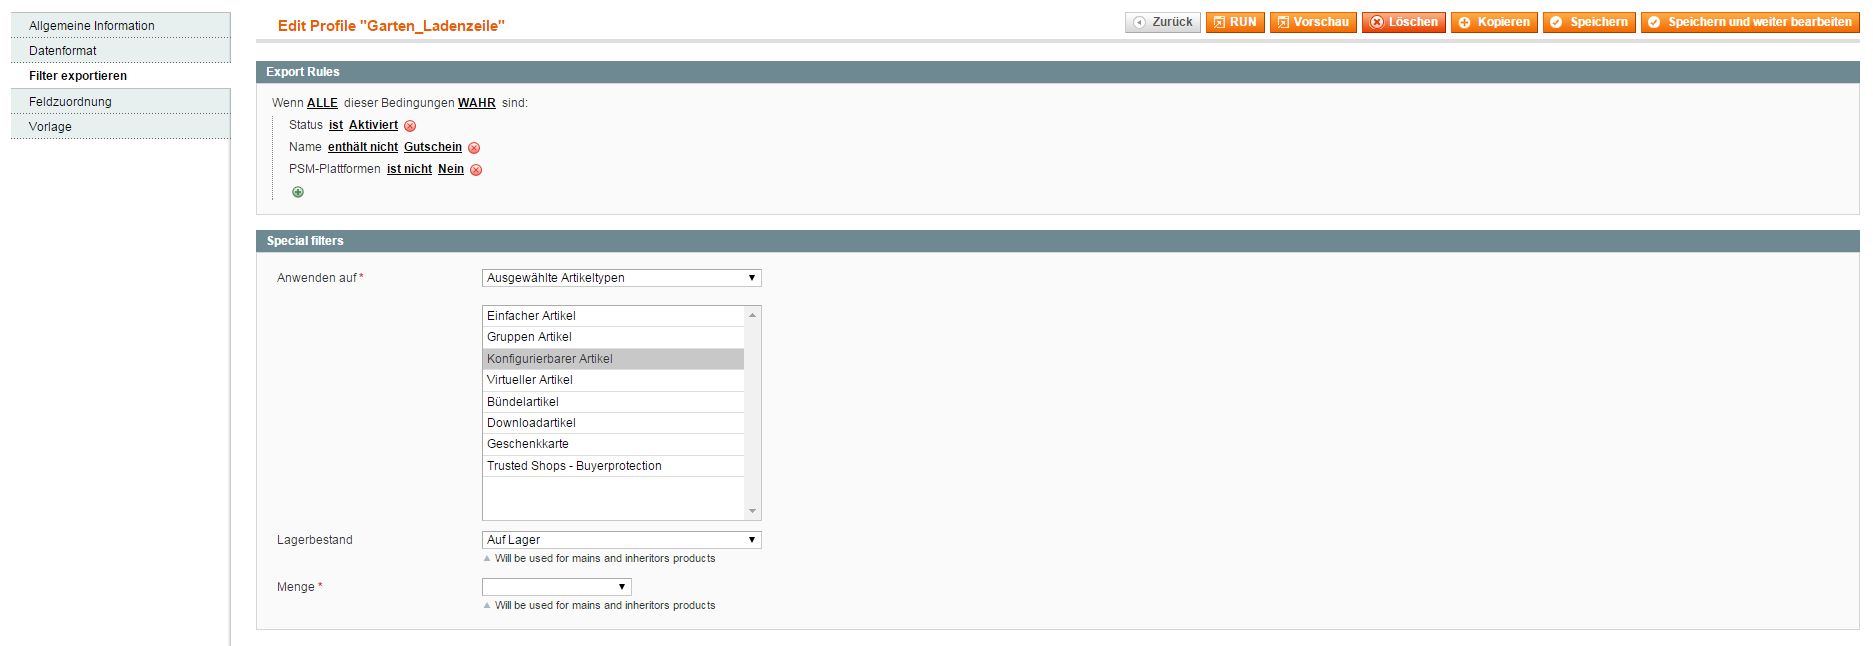 Allgemeine Information
Datenformat
Filter exportieren
Feldzuordnung
Vorlage
Edit Profile "Garten_Ladenzeile"
Zurück RUN Vorschau Löschen Kopieren Speichern Speichern und weiter bearbeiten
Export Rules
Wenn ALLE dieser Bedingungen WAHR sind:
Status ist Aktiviert
Name enthält nicht Gutschein
PSM-Plattformen ist nicht Nein
Special filters
Anwenden auf * Ausgewählte Artikeltypen
Einfacher Artikel
Gruppen Artikel
Konfigurierbarer Artikel
Virtueller Artikel
Bündelartikel
Downloadartikel
Geschenkkarte
Trusted Shops - Buyerprotection
Lagerbestand Auf Lager
Will be used for mains and inheritors products
Menge *
Will be used for mains and inheritors products